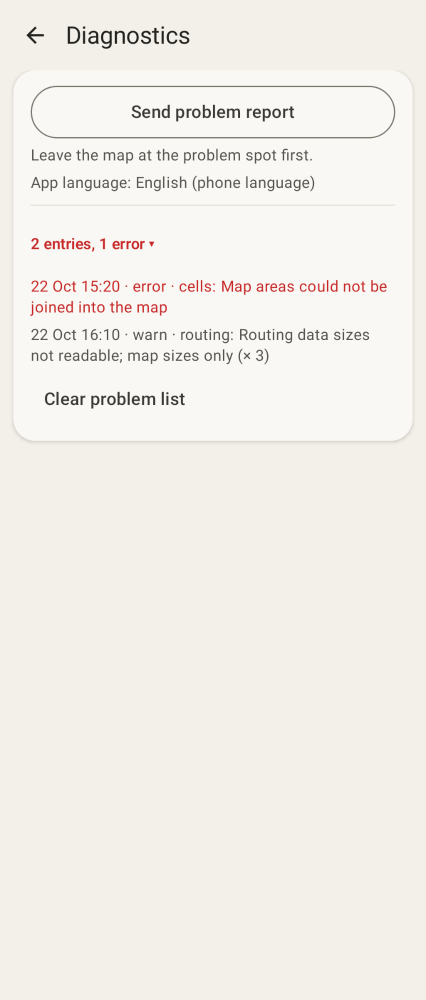 Diagnostics
Send problem report
Leave the map at the problem spot first.
App language: English (phone language)
2 entries, 1 error ▾
22 Oct 15:20 · error · cells: Map areas could not be
joined into the map
22 Oct 16:10 · warn · routing: Routing data sizes
not readable; map sizes only (× 3)
Clear problem list